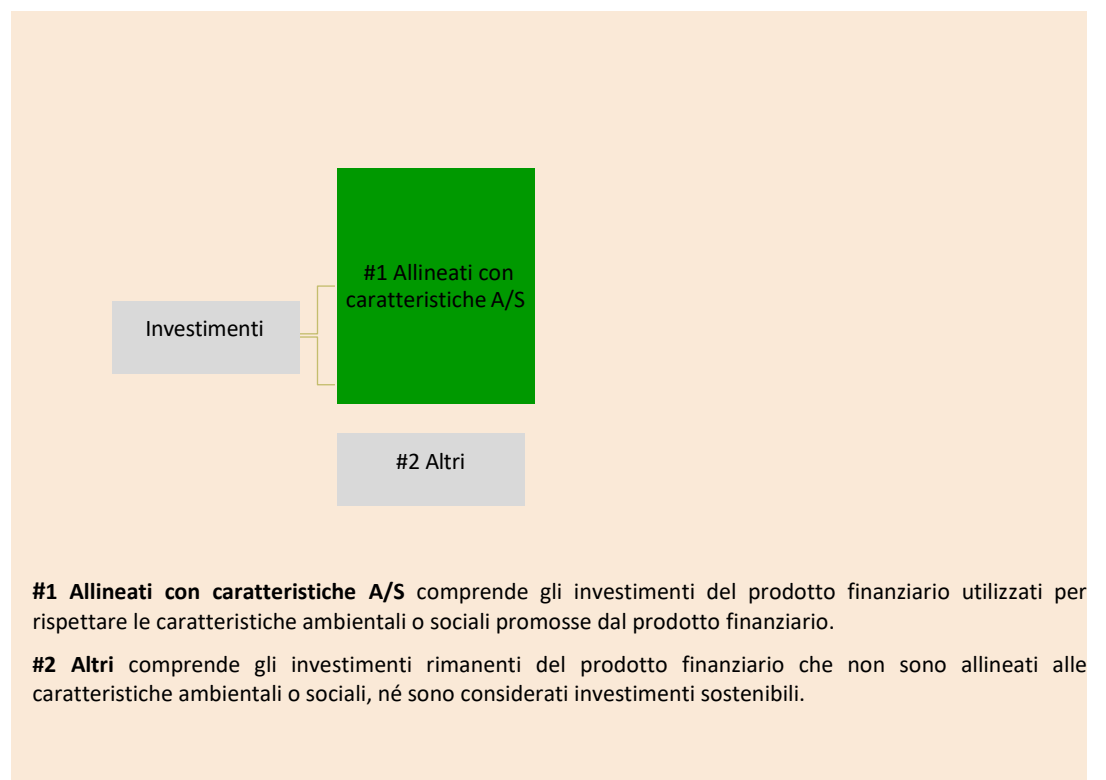 #1 Allineati con
caratteristiche A/S
Investimenti
#2 Altri
#1 Allineati con caratteristiche A/S comprende gli investimenti del prodotto finanziario utilizzati per
rispettare le caratteristiche ambientali o sociali promosse dal prodotto finanziario.
#2 Altri comprende gli investimenti rimanenti del prodotto finanziario che non sono allineati alle
caratteristiche ambientali o sociali, né sono considerati investimenti sostenibili.